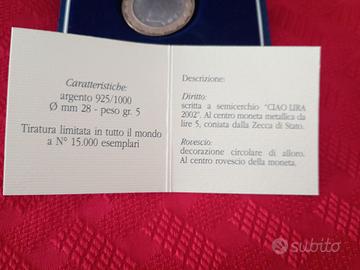 Caratteristiche:
argento 925/1000
Ø mm 28 - peso gr. 5
Tiratura limitata in tutto il mondo
a N° 15.000 esemplari
Descrizione:
Diritto:
scritta a semicerchio "CIAO LIRA
2002". Al centro moneta metallica da
lire 5, coniata dalla Zecca di Stato.
Rovescio:
decorazione circolare di alloro.
Al centro rovescio della moneta.
subito